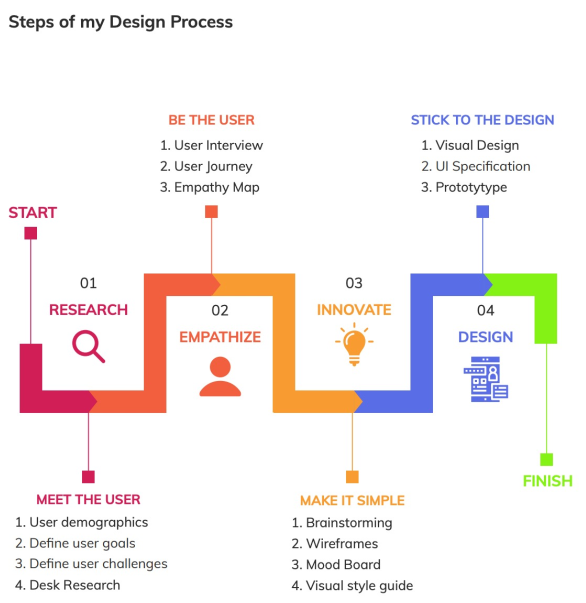 Steps of my Design Process
BE THE USER
1. User Interview
2. User Journey
3. Empathy Map
STICK TO THE DESIGN
1. Visual Design
2. UI Specification
3. Prototytype
START
01
RESEARCH
02
EMPATHIZE
03
INNOVATE
04
DESIGN
MEET THE USER
1. User demographics
2. Define user goals
3. Define user challenges
4. Desk Research
MAKE IT SIMPLE
1. Brainstorming
2. Wireframes
3. Mood Board
4. Visual style guide
FINISH